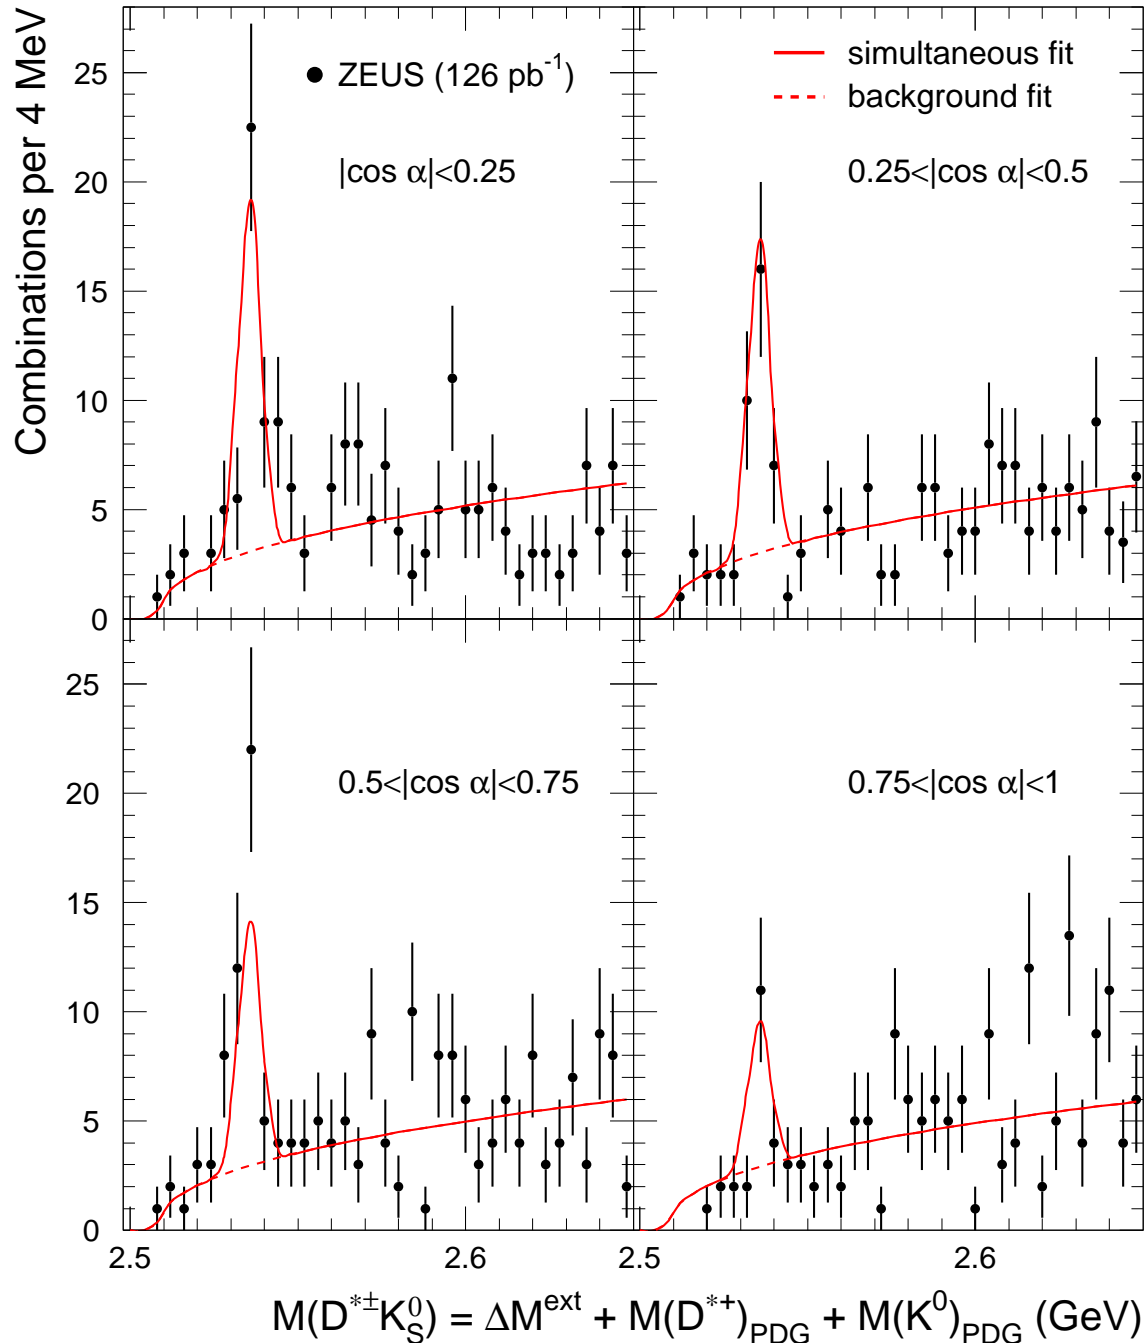 Combinations per 4 MeV
25
20
15
10
5
0
ZEUS (126 pb⁻¹)
|cos α|<0.25
simultaneous fit
background fit
0.25<|cos α|<0.5
25
20
15
10
5
0
0.5<|cos α|<0.75
0.75<|cos α|<1
2.5 2.6 2.5 2.6
M(D*±K0S) = ΔMext + M(D*+)PDG + M(K0)PDG (GeV)